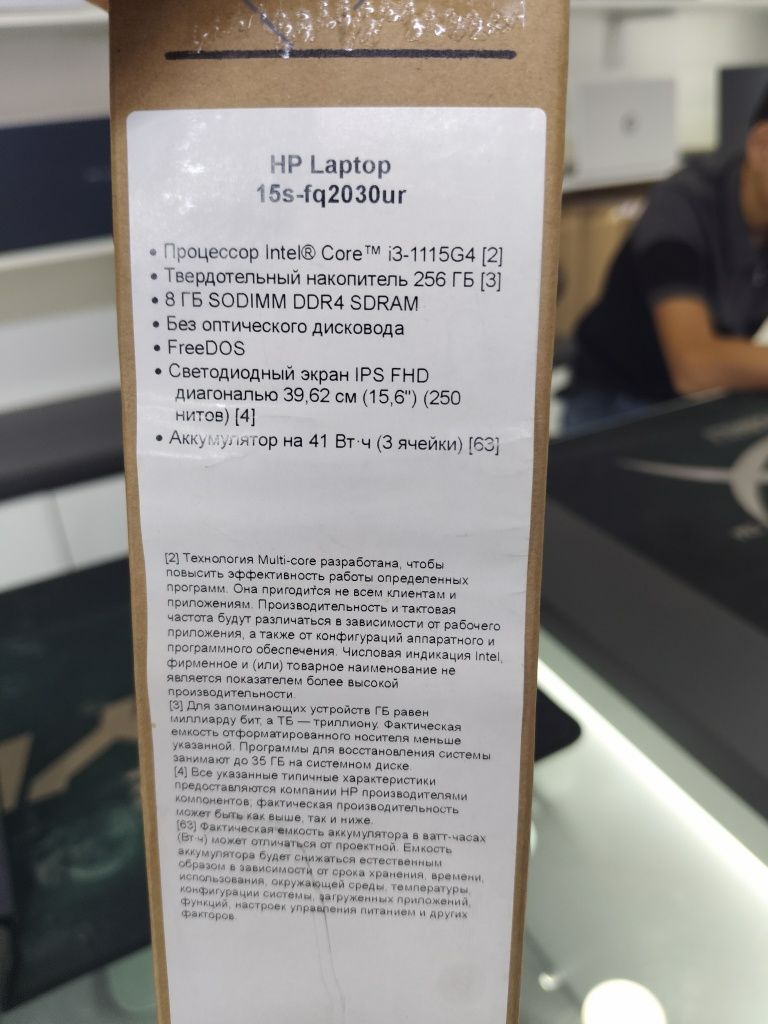 HP Laptop
15s-fq2030ur
• Процессор Intel® Core™ i3-1115G4 [2]
• Твердотельный накопитель 256 ГБ [3]
• 8 ГБ SODIMM DDR4 SDRAM
• Без оптического дисковода
• FreeDOS
• Светодиодный экран IPS FHD
диагональю 39,62 см (15,6") (250
нитов) [4]
• Аккумулятор на 41 Вт·ч (3 ячейки) [63]
[2] Технология Multi-core разработана, чтобы
повысить эффективность работы определенных
программ. Она пригодится не всем клиентам и
приложениям. Производительность и тактовая
частота будут различаться в зависимости от рабочего
приложения, а также от конфигураций аппаратного и
программного обеспечения. Числовая индикация Intel,
фирменное и (или) товарное наименование не
является показателем более высокой
производительности.
[3] Для запоминающих устройств ГБ равен
миллиарду бит, а ТБ — триллиону. Фактическая
емкость отформатированного носителя меньше
указанной. Программы для восстановления системы
занимают до 35 ГБ на системном диске.
[4] Все указанные типичные характеристики
предоставляются компании HP производителями
компонентов; фактическая производительность
может быть как выше, так и ниже.
[63] Фактическая емкость аккумулятора в ватт-часах
(Вт·ч) может отличаться от проектной. Емкость
аккумулятора будет снижаться естественным
образом в зависимости от срока хранения, времени,
использования, окружающей среды, температуры,
конфигурации системы, загруженных приложений,
функций, настроек управления питанием и других
факторов.